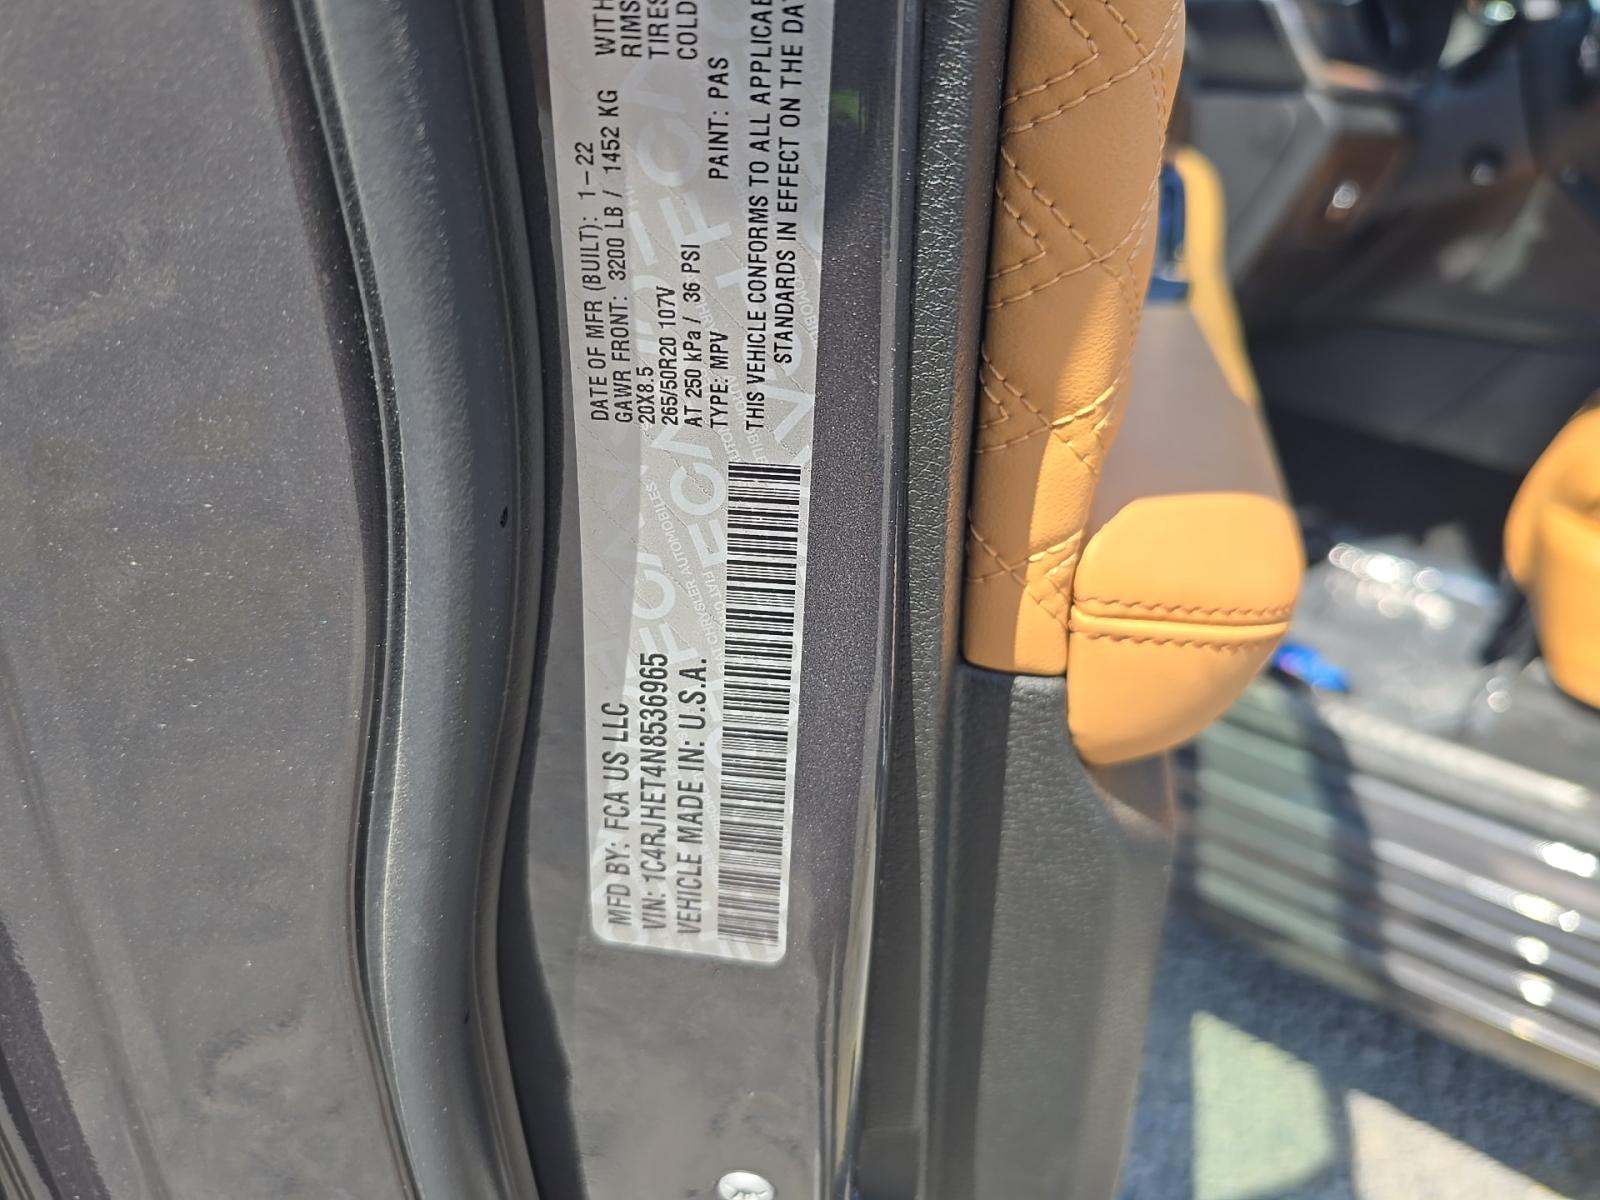 MFD BY: FCA US LLC
VIN: 1C4RJHET4N8536965
VEHICLE MADE IN: U.S.A.
DATE OF MFR (BUILT): 1-22
GAWR FRONT: 3200 LB / 1452 KG
WITH
20X8.5
RIMS
265/50R20 107V
TIRES
AT 250 kPa / 36 PSI
COLD
TYPE: MPV
PAINT: PAS
THIS VEHICLE CONFORMS TO ALL
STANDARDS IN EFFECT ON THE